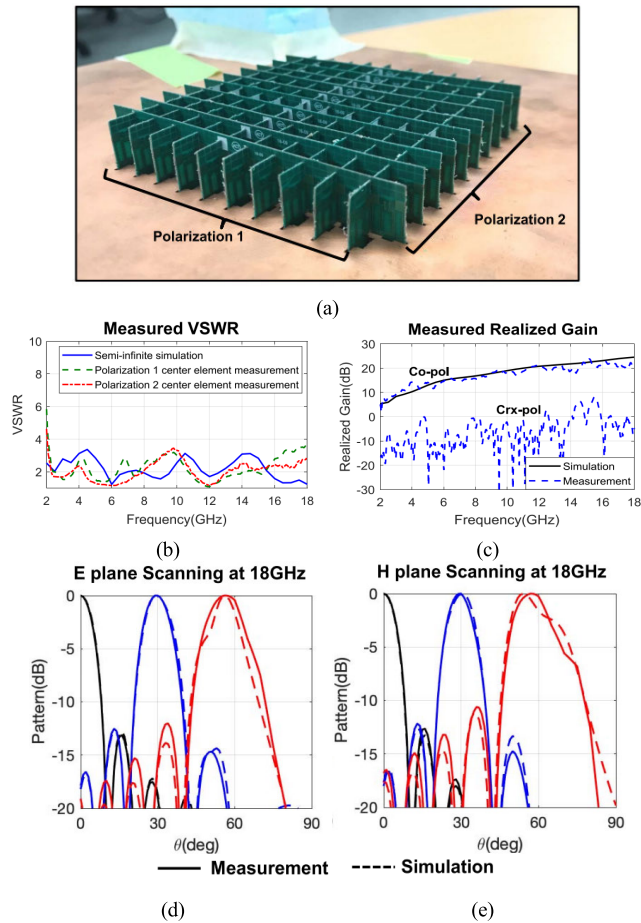 Polarization 1
Polarization 2
(a)
Measured VSWR
10
8
6
4
2
VSWR
Semi-infinite simulation
Polarization 1 center element measurement
Polarization 2 center element measurement
2 4 6 8 10 12 14 16 18
Frequency(GHz)
(b)
Measured Realized Gain
30
20
10
0
-10
-20
-30
Realized Gain(dB)
Co-pol
Crx-pol
Simulation
Measurement
2 4 6 8 10 12 14 16 18
Frequency(GHz)
(c)
E plane Scanning at 18GHz
0
-5
-10
-15
-20
Pattern(dB)
0 30 60 90
θ(deg)
H plane Scanning at 18GHz
0
-5
-10
-15
-20
Pattern(dB)
0 30 60 90
θ(deg)
Measurement Simulation
(d)
(e)